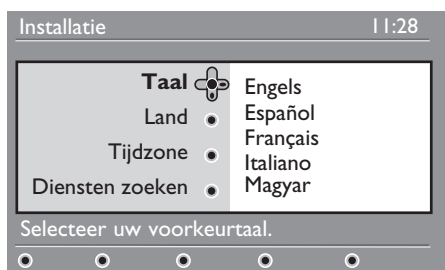 Installatie 11:28
Taal
Land
Tijdzone
Diensten zoeken
Engels
Español
Français
Italiano
Magyar
Selecteer uw voorkeurtaal.